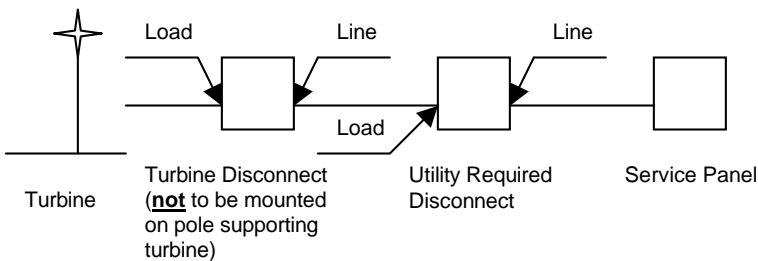 Load
Line
Line
Load
Turbine
Turbine Disconnect
(not to be mounted
on pole supporting
turbine)
Utility Required
Disconnect
Service Panel